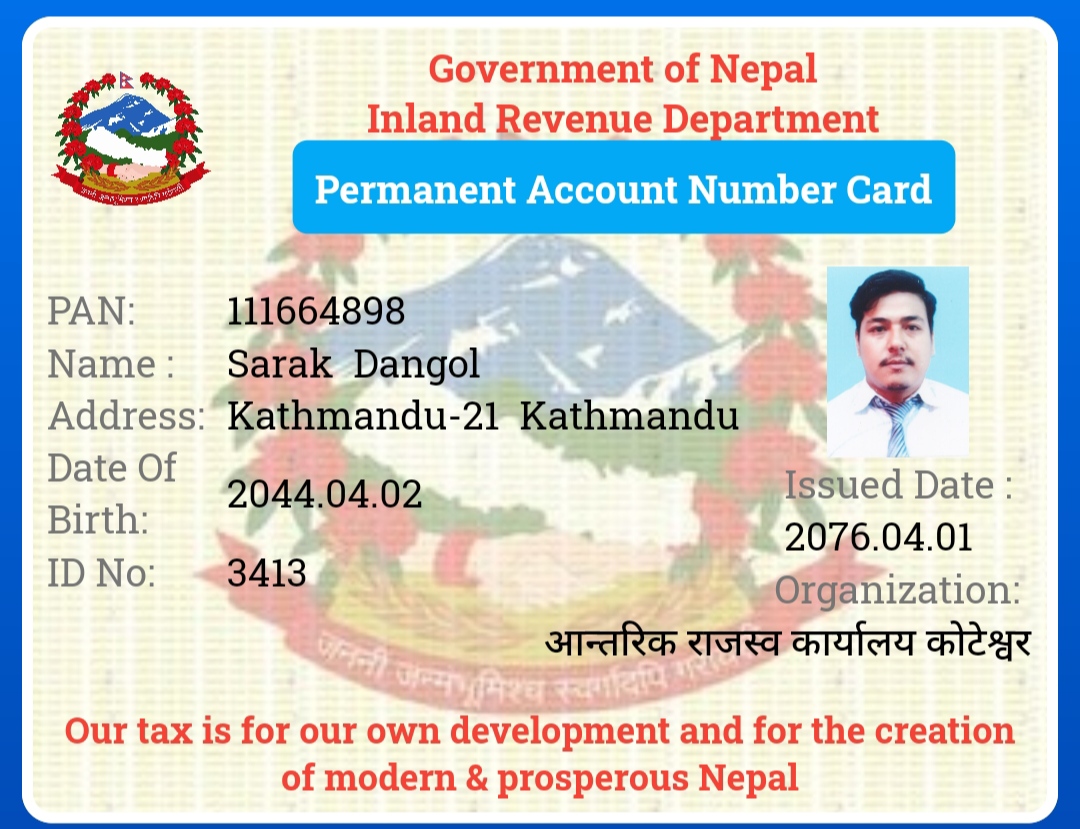 Government of Nepal
Inland Revenue Department
Permanent Account Number Card
PAN: 111664898
Name : Sarak Dangol
Address: Kathmandu-21 Kathmandu
Date Of Birth: 2044.04.02
ID No: 3413
Issued Date :
2076.04.01
Organization:
आन्तरिक राजस्व कार्यालय कोटेश्वर
जननी जन्मभूमिश्च स्वर्गादपि
Our tax is for our own development and for the creation
of modern & prosperous Nepal